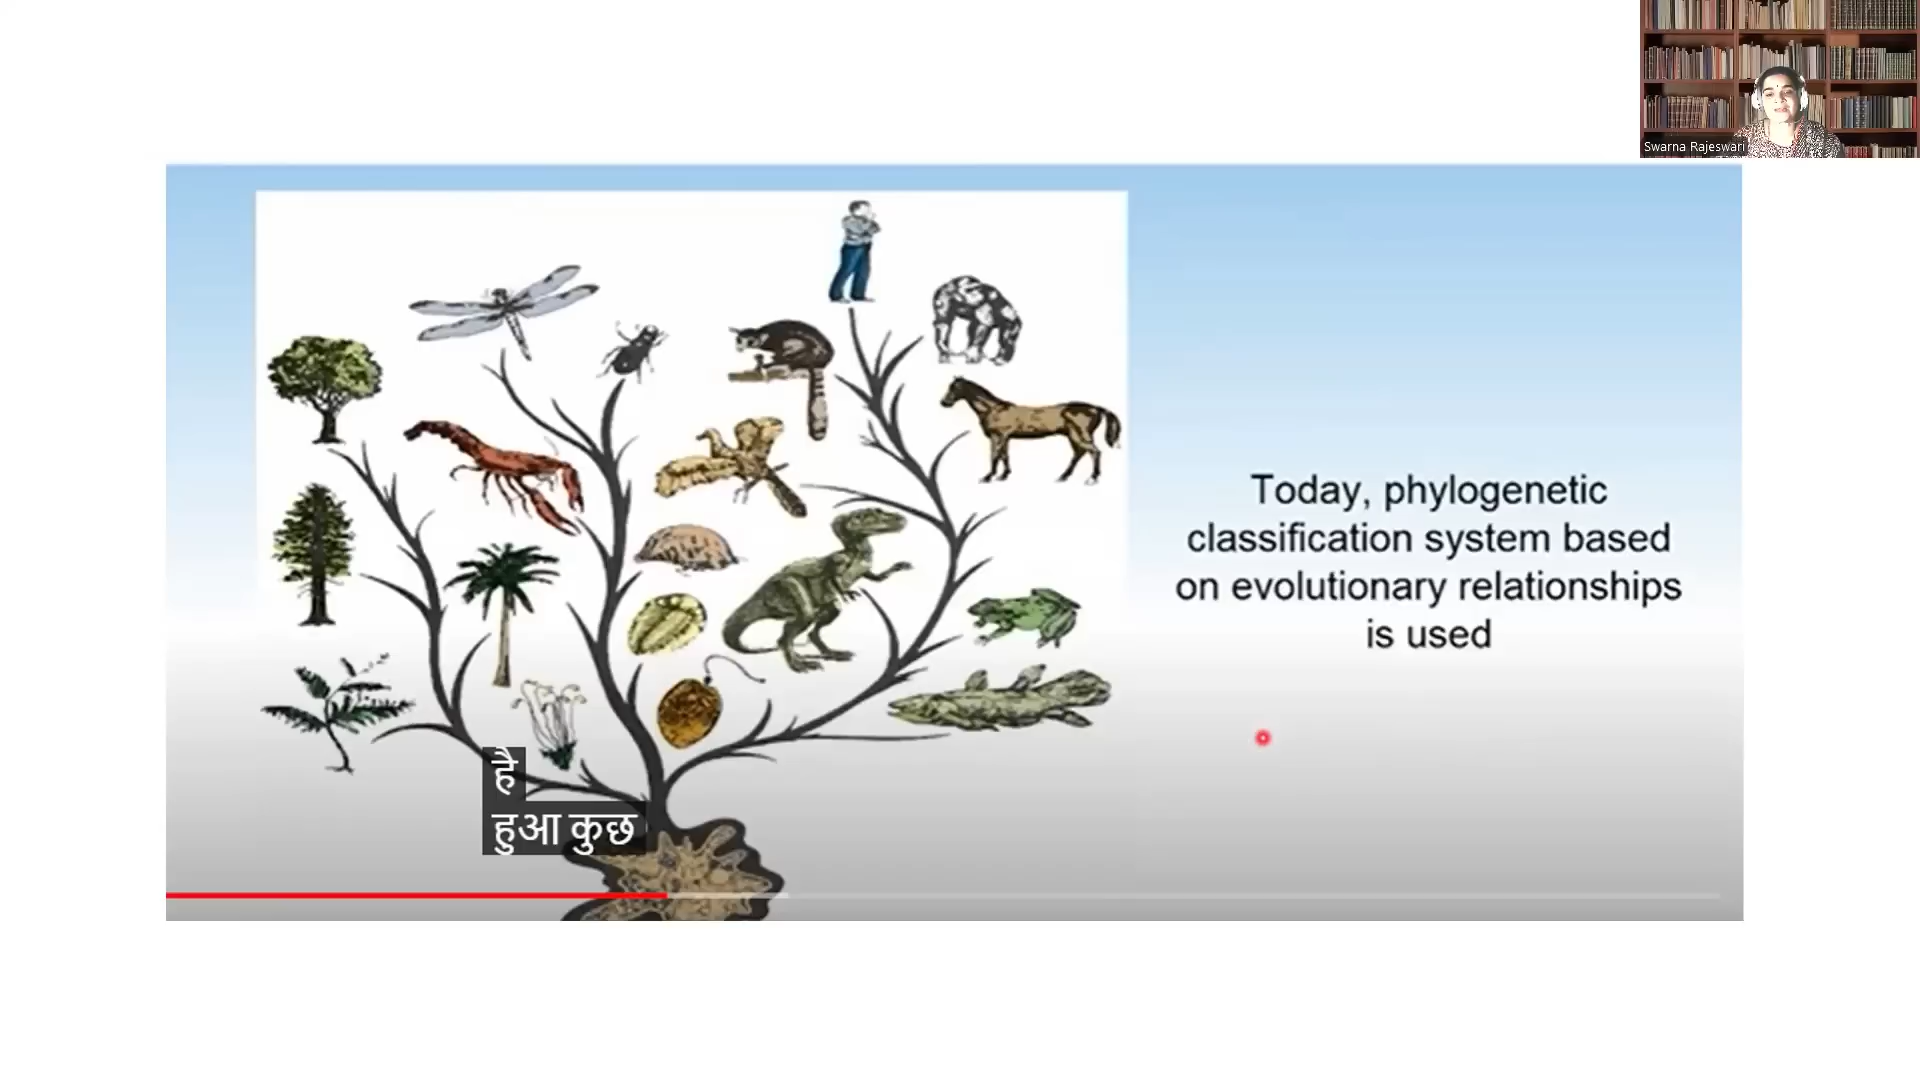 Swarna Rajeswari
Today, phylogenetic
classification system based
on evolutionary relationships
is used
है
हुआ कुछ